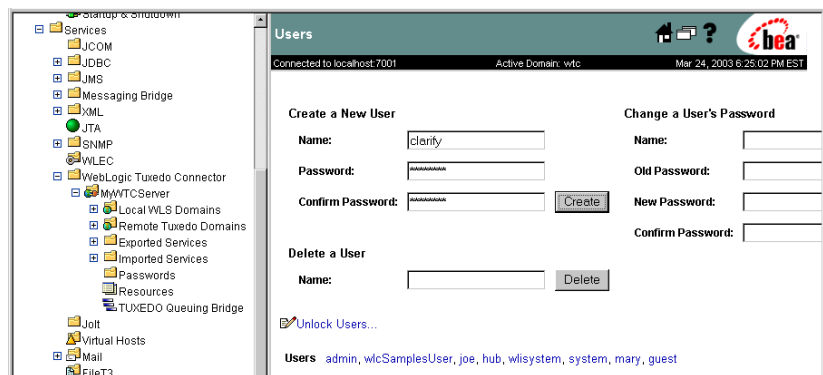 Startup & Shutdown
Services
JCOM
JDBC
JMS
Messaging Bridge
XML
JTA
SNMP
WLEC
WebLogic Tuxedo Connector
MyWTCServer
Local WLS Domains
Remote Tuxedo Domains
Exported Services
Imported Services
Passwords
Resources
TUXEDO Queuing Bridge
Jolt
Virtual Hosts
Mail
FileT3
Users
?
bea
Connected to localhost:7001 Active Domain: wtc Mar 24, 2003 6:25:02 PM EST
Create a New User
Name: clarify
Password: ********
Confirm Password: ******** Create
Delete a User
Name: Delete
Change a User's Password
Name:
Old Password:
New Password:
Confirm Password:
Unlock Users...
Users admin, wlcSamplesUser, joe, hub, wlisystem, system, mary, guest